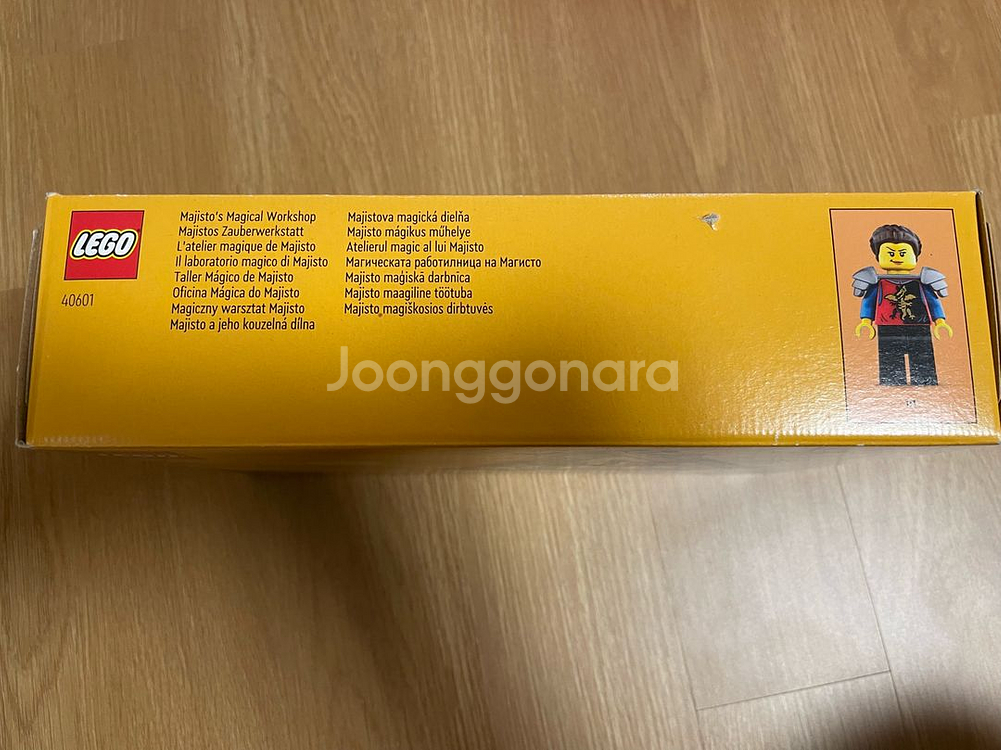 LEGO
40601
Majisto's Magical Workshop
Majistos Zauberwerkstatt
L'atelier magique de Majisto
Il laboratorio magico di Majisto
Taller Mágico de Majisto
Oficina Mágica do Majisto
Magiczny warsztat Majisto
Majisto a jeho kouzelná dílna
Majistova magická dielňa
Majisto mágikus műhelye
Atelierul magic al lui Majisto
Магическата работилница на Магисто
Majisto maģiskā darbnīca
Majisto maagiline töötuba
Majisto magiškosios dirbtuvės
1:1
Joonggonara